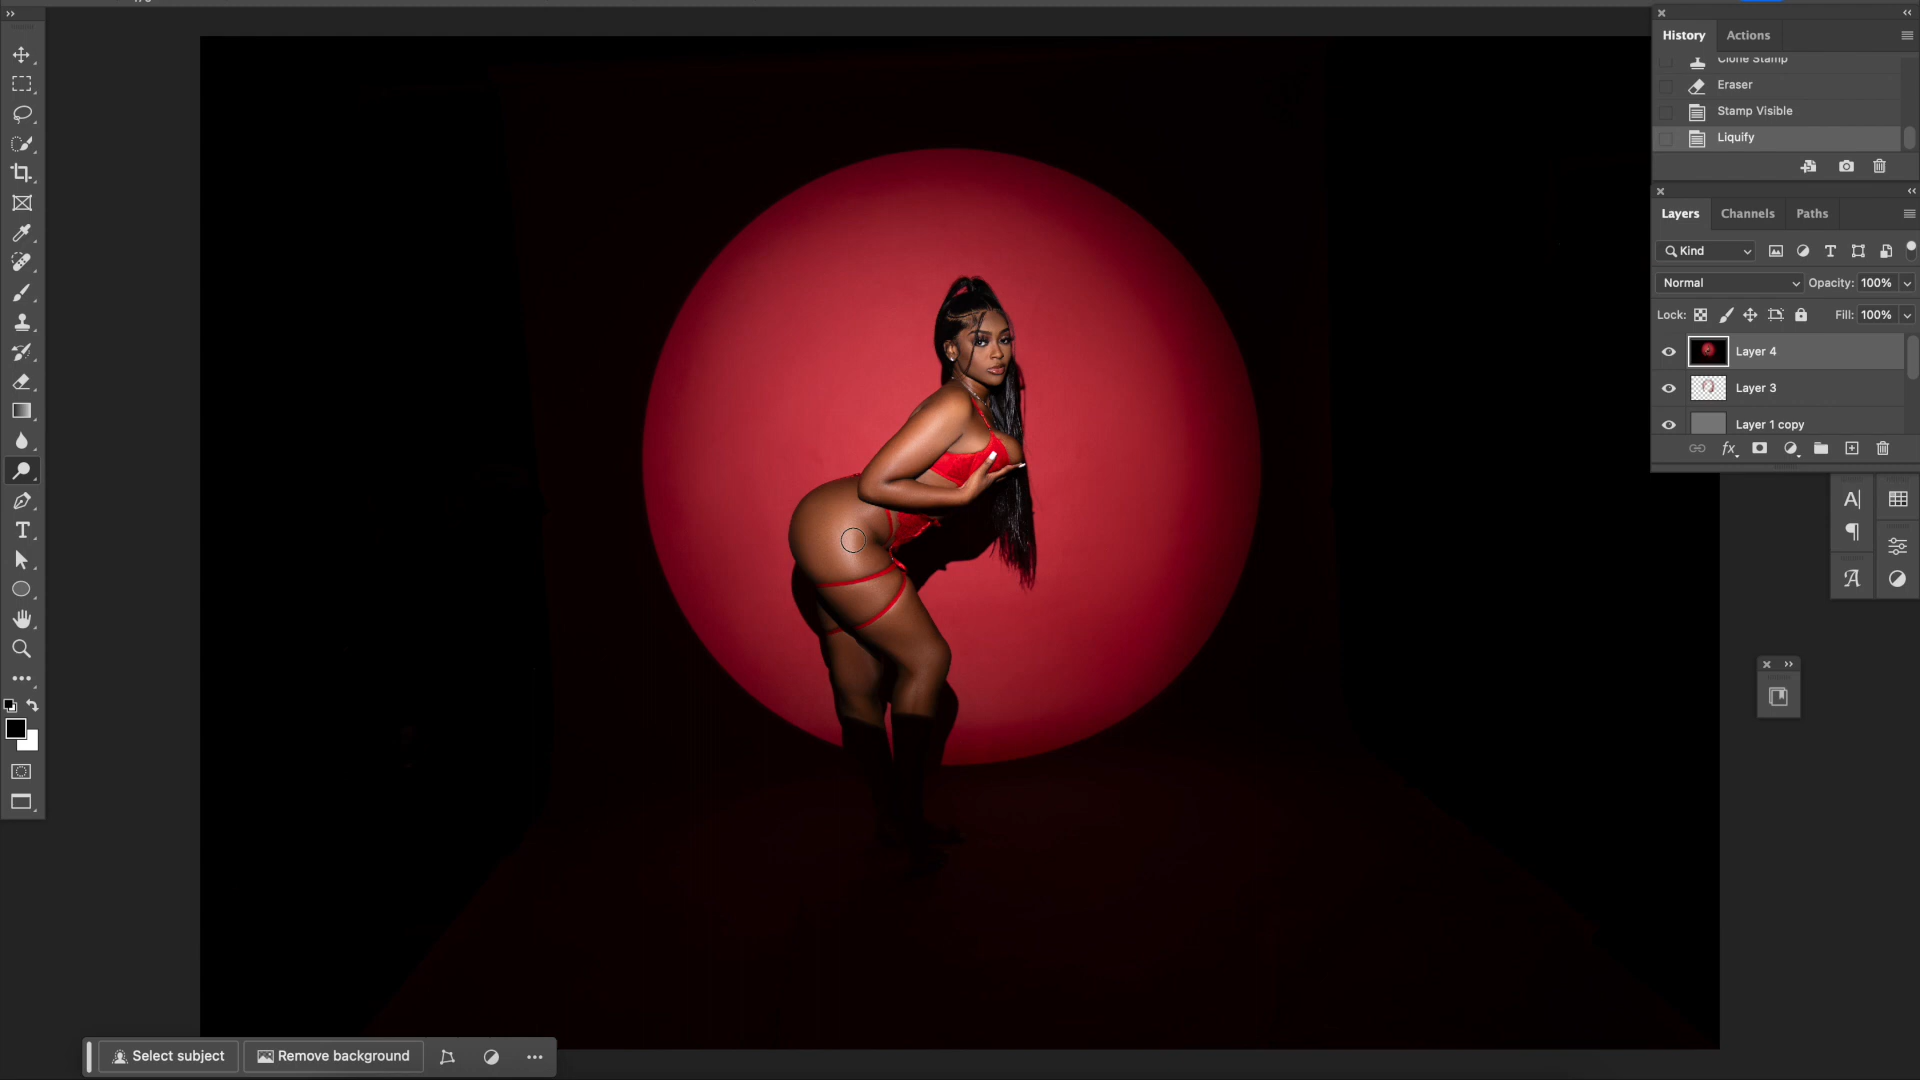 History
Actions
Clone Stamp
Eraser
Stamp Visible
Liquify
Layers
Channels
Paths
Kind
Normal
Opacity: 100%
Lock:
Fill: 100%
Layer 4
Layer 3
Layer 1 copy
fx
Select subject
Remove background